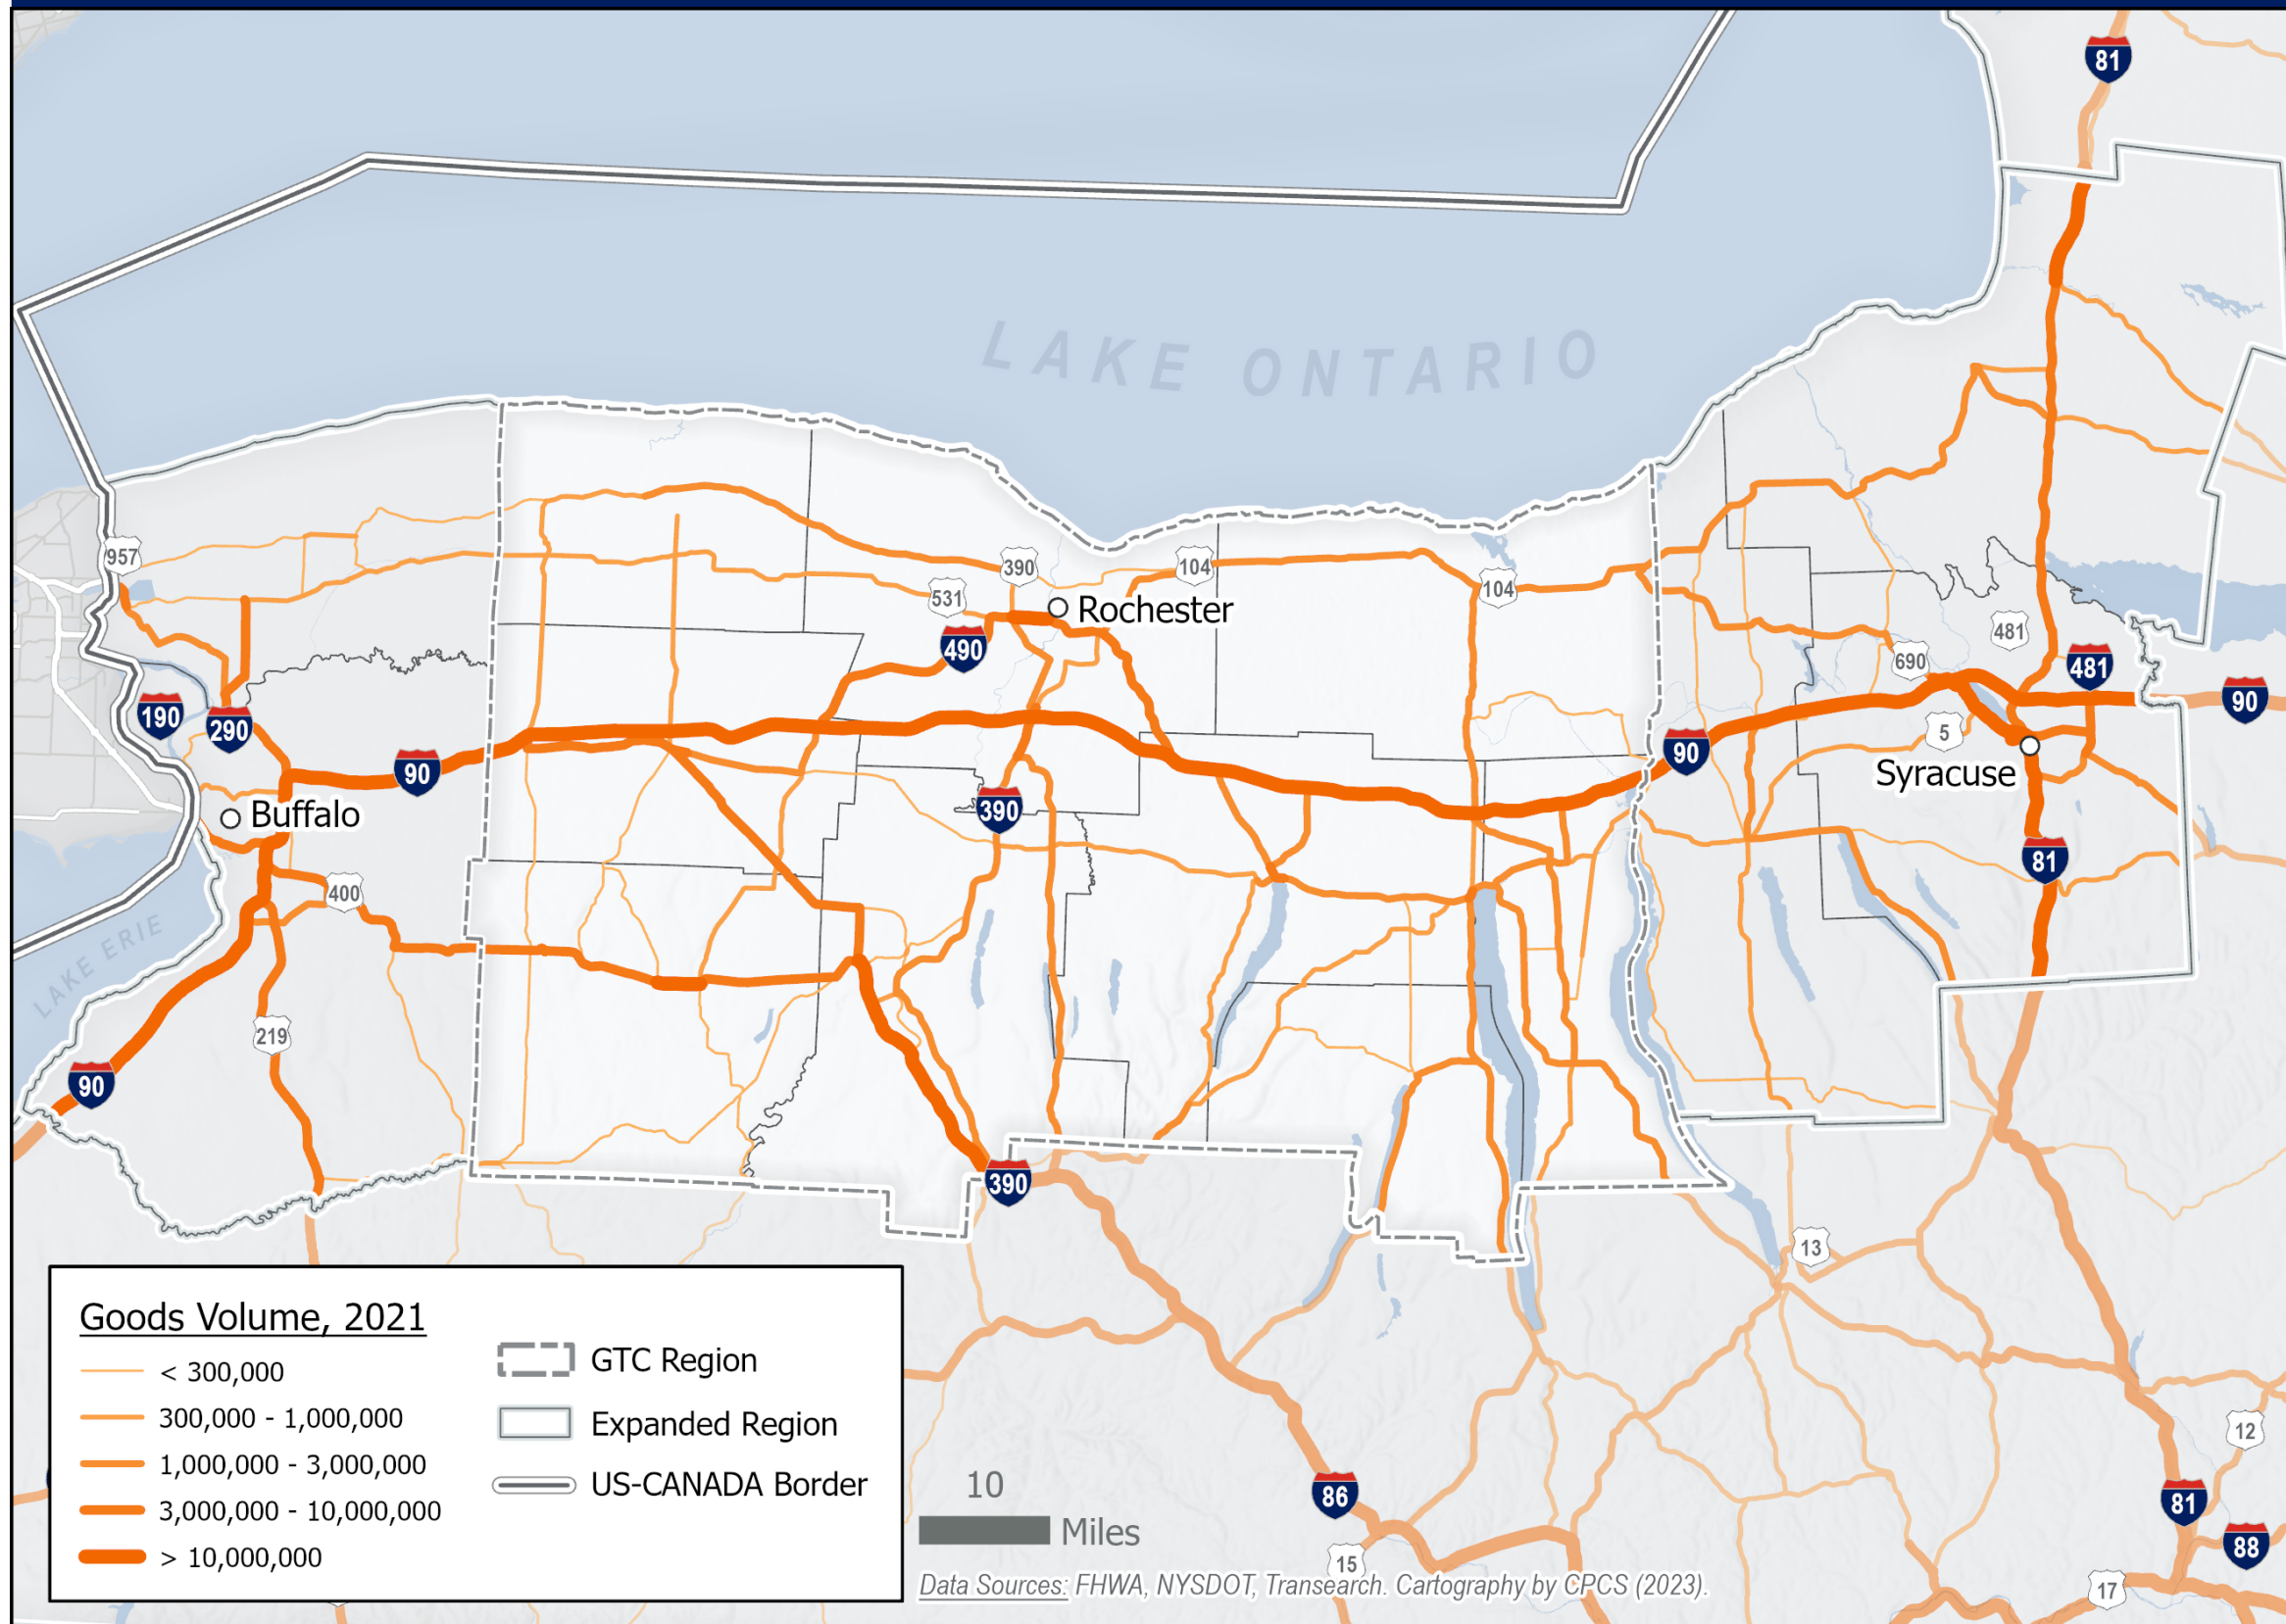 81
LAKE ONTARIO
957
390
104
531
104
Rochester
490
481
690
481
190
290
90
90
5
90
Syracuse
Buffalo
390
81
400
LAKE ERIE
219
90
390
13
Goods Volume, 2021
< 300,000
300,000 - 1,000,000
1,000,000 - 3,000,000
3,000,000 - 10,000,000
> 10,000,000
GTC Region
Expanded Region
US-CANADA Border
10
Miles
86
12
81
88
15
17
Data Sources: FHWA, NYSDOT, Transearch. Cartography by CPCS (2023).